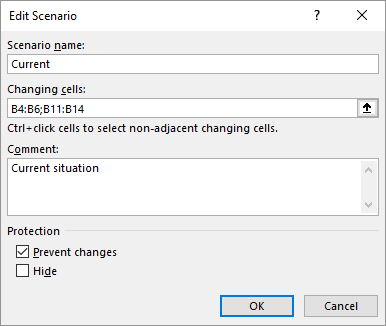 Edit Scenario
?
Scenario name:
Current
Changing cells:
B4:B6;B11:B14
Ctrl+click cells to select non-adjacent changing cells.
Comment:
Current situation
Protection
Prevent changes
Hide
OK
Cancel